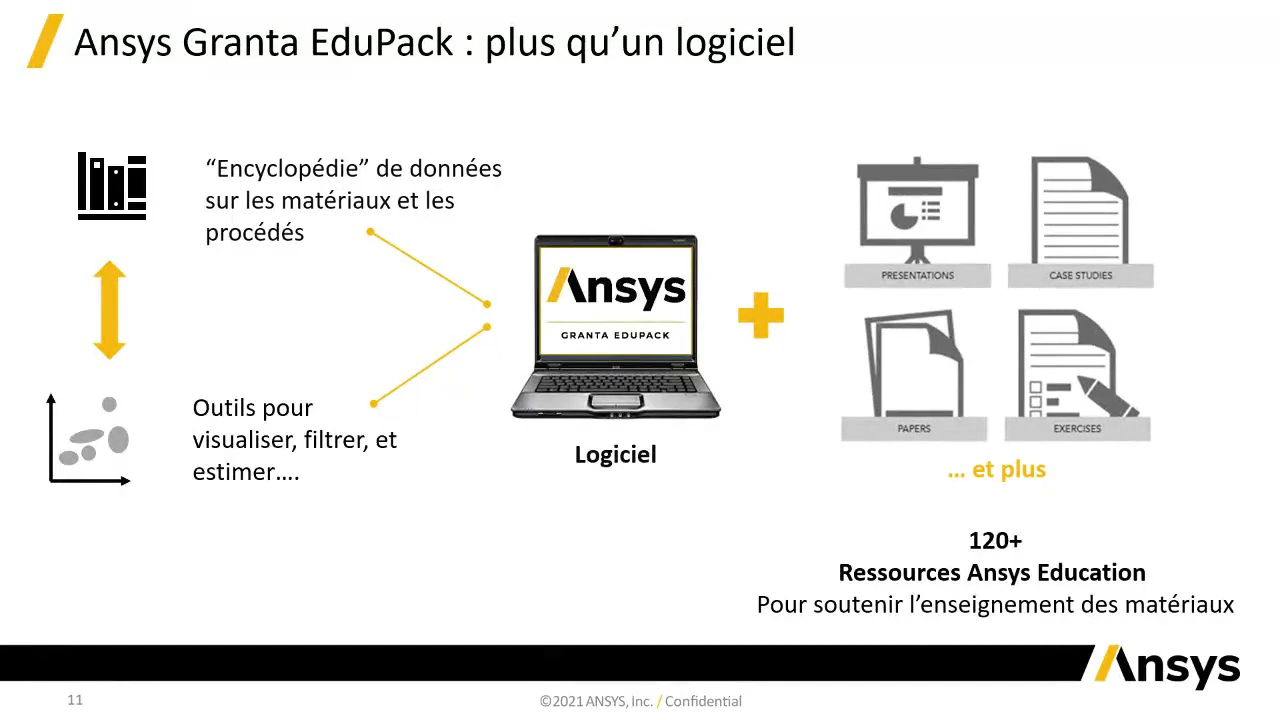 Ansys Granta EduPack : plus qu’un logiciel
“Encyclopédie” de données
sur les matériaux et les
procédés
Outils pour
visualiser, filtrer, et
estimer….
Ansys
GRANTA EDUPACK
Logiciel
PRESENTATIONS
CASE STUDIES
PAPERS
EXERCISES
... et plus
120+
Ressources Ansys Education
Pour soutenir l’enseignement des matériaux
Ansys
11
©2021 ANSYS, Inc. / Confidential